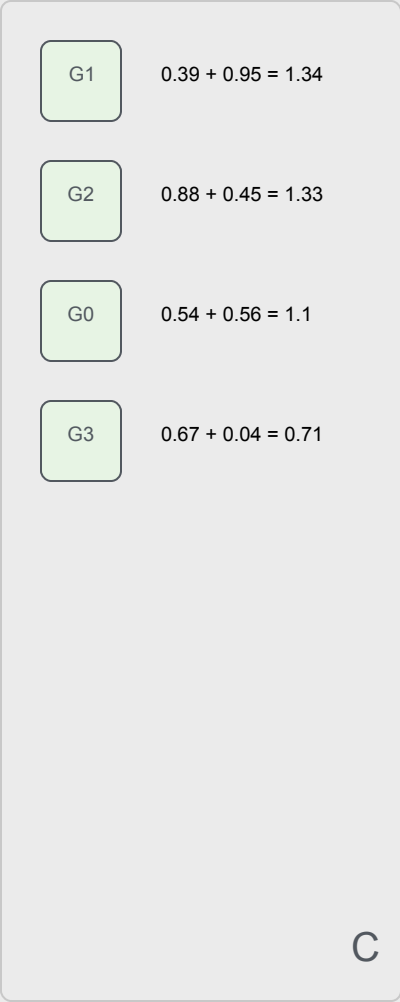 G1 0.39 + 0.95 = 1.34
G2 0.88 + 0.45 = 1.33
G0 0.54 + 0.56 = 1.1
G3 0.67 + 0.04 = 0.71
C